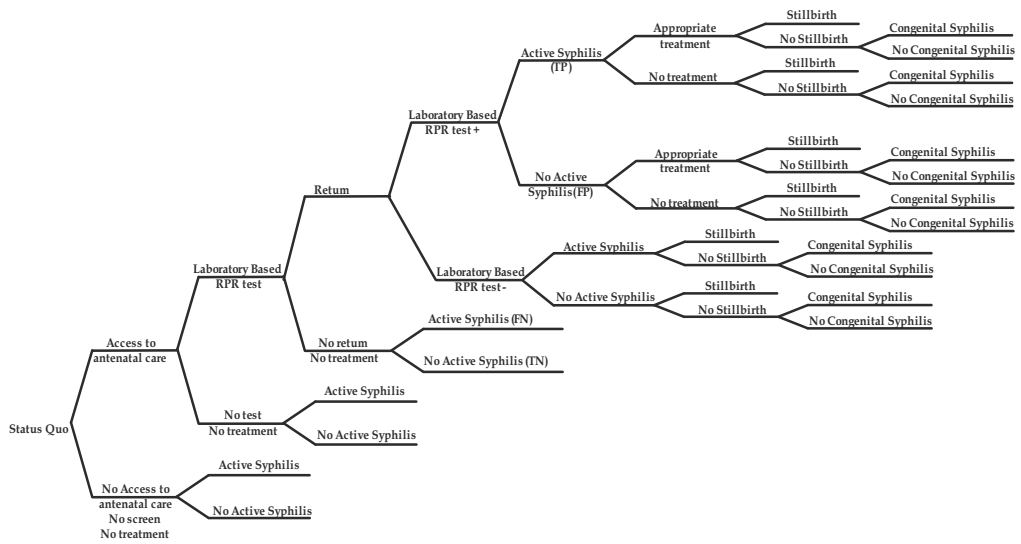 Stillbirth
Appropriate
treatment
No Stillbirth
Congenital Syphilis
No Congenital Syphilis
Active Syphilis
(TP)
No treatment
Stillbirth
No Stillbirth
Congenital Syphilis
No Congenital Syphilis
Laboratory Based
RPR test +
Stillbirth
Appropriate
treatment
No Stillbirth
Congenital Syphilis
No Congenital Syphilis
No Active
Syphilis (FP)
No treatment
Stillbirth
No Stillbirth
Congenital Syphilis
No Congenital Syphilis
Return
Active Syphilis
Stillbirth
No Stillbirth
Congenital Syphilis
No Congenital Syphilis
Laboratory Based
RPR test -
No Active Syphilis
Stillbirth
No Stillbirth
Congenital Syphilis
No Congenital Syphilis
Laboratory Based
RPR test
No return
No treatment
Active Syphilis (FN)
No Active Syphilis (TN)
Access to
antenatal care
No test
No treatment
Active Syphilis
No Active Syphilis
Status Quo
No Access to
antenatal care
No screen
No treatment
Active Syphilis
No Active Syphilis